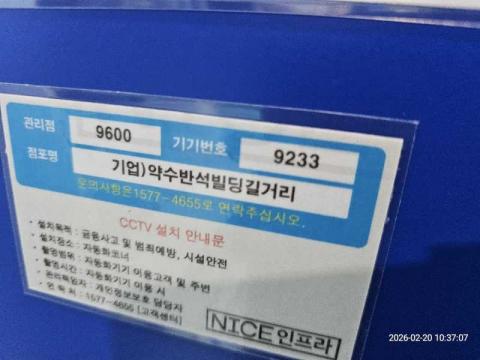 관리점 9600 기기번호 9233
점포명 기업)약수반석빌딩길거리
문의사항은1577-4655로 연락주십시오.
CCTV 설치 안내문
• 설치목적 : 금융사고 및 범죄예방, 시설안전
• 설치장소 : 자동화코너
• 촬영범위 : 자동화기기 이용고객 및 주변
• 촬영시간 : 자동화기기 이용 시
• 관리책임자 : 개인정보보호 담당자
• 연 락 처 : 1577-4655 [고객센터]
NICE인프라
2026-02-20 10:37:07